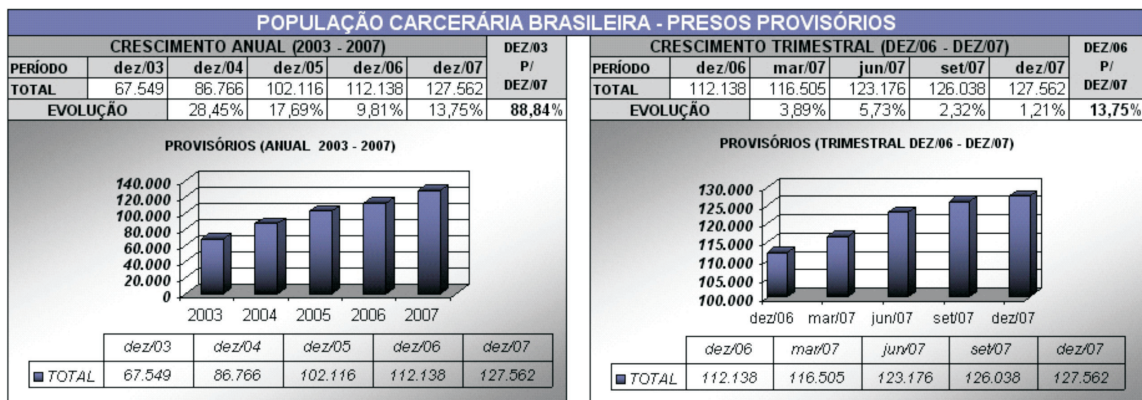 POPULAÇÃO CARCERÁRIA BRASILEIRA - PRESOS PROVISÓRIOS
CRESCIMENTO ANUAL (2003 - 2007) DEZ/03 P/ DEZ/07
PERÍODO dez/03 dez/04 dez/05 dez/06 dez/07
TOTAL 67.549 86.766 102.116 112.138 127.562
EVOLUÇÃO 28,45% 17,69% 9,81% 13,75% 88,84%
PROVISÓRIOS (ANUAL 2003 - 2007)
140.000
120.000
100.000
80.000
60.000
40.000
20.000
0
2003 2004 2005 2006 2007
dez/03 dez/04 dez/05 dez/06 dez/07
TOTAL 67.549 86.766 102.116 112.138 127.562
CRESCIMENTO TRIMESTRAL (DEZ/06 - DEZ/07) DEZ/06 P/ DEZ/07
PERÍODO dez/06 mar/07 jun/07 set/07 dez/07
TOTAL 112.138 116.505 123.176 126.038 127.562
EVOLUÇÃO 3,89% 5,73% 2,32% 1,21% 13,75%
PROVISÓRIOS (TRIMESTRAL DEZ/06 - DEZ/07)
130.000
125.000
120.000
115.000
110.000
105.000
100.000
dez/06 mar/07 jun/07 set/07 dez/07
dez/06 mar/07 jun/07 set/07 dez/07
TOTAL 112.138 116.505 123.176 126.038 127.562